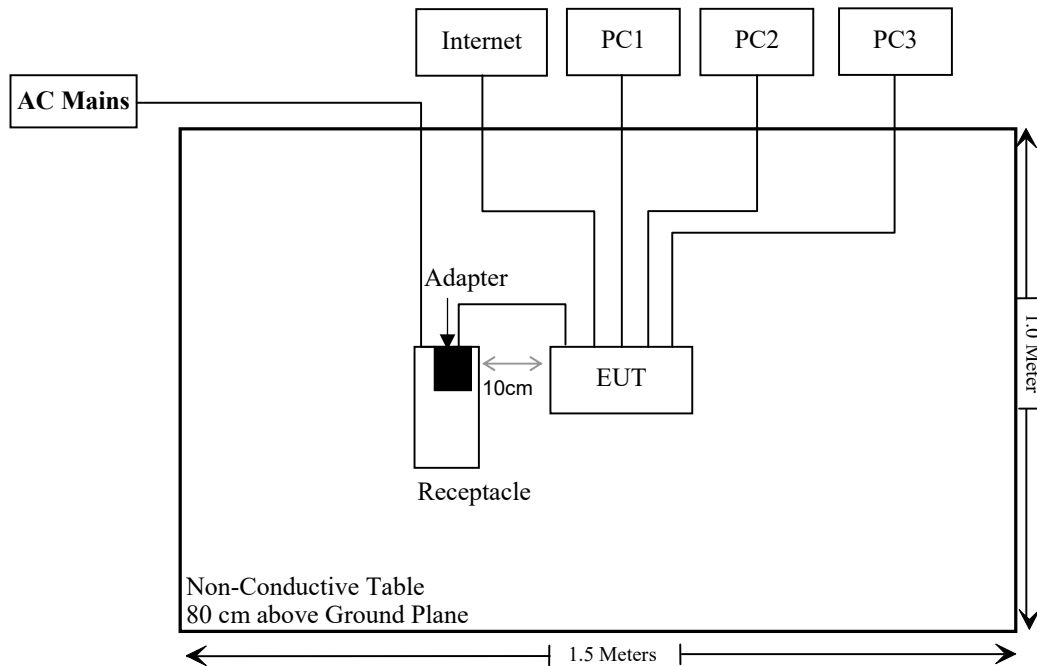 Internet
PC1
PC2
PC3
AC Mains
Adapter
10cm
EUT
1.0 Meter
Receptacle
Non-Conductive Table
80 cm above Ground Plane
1.5 Meters